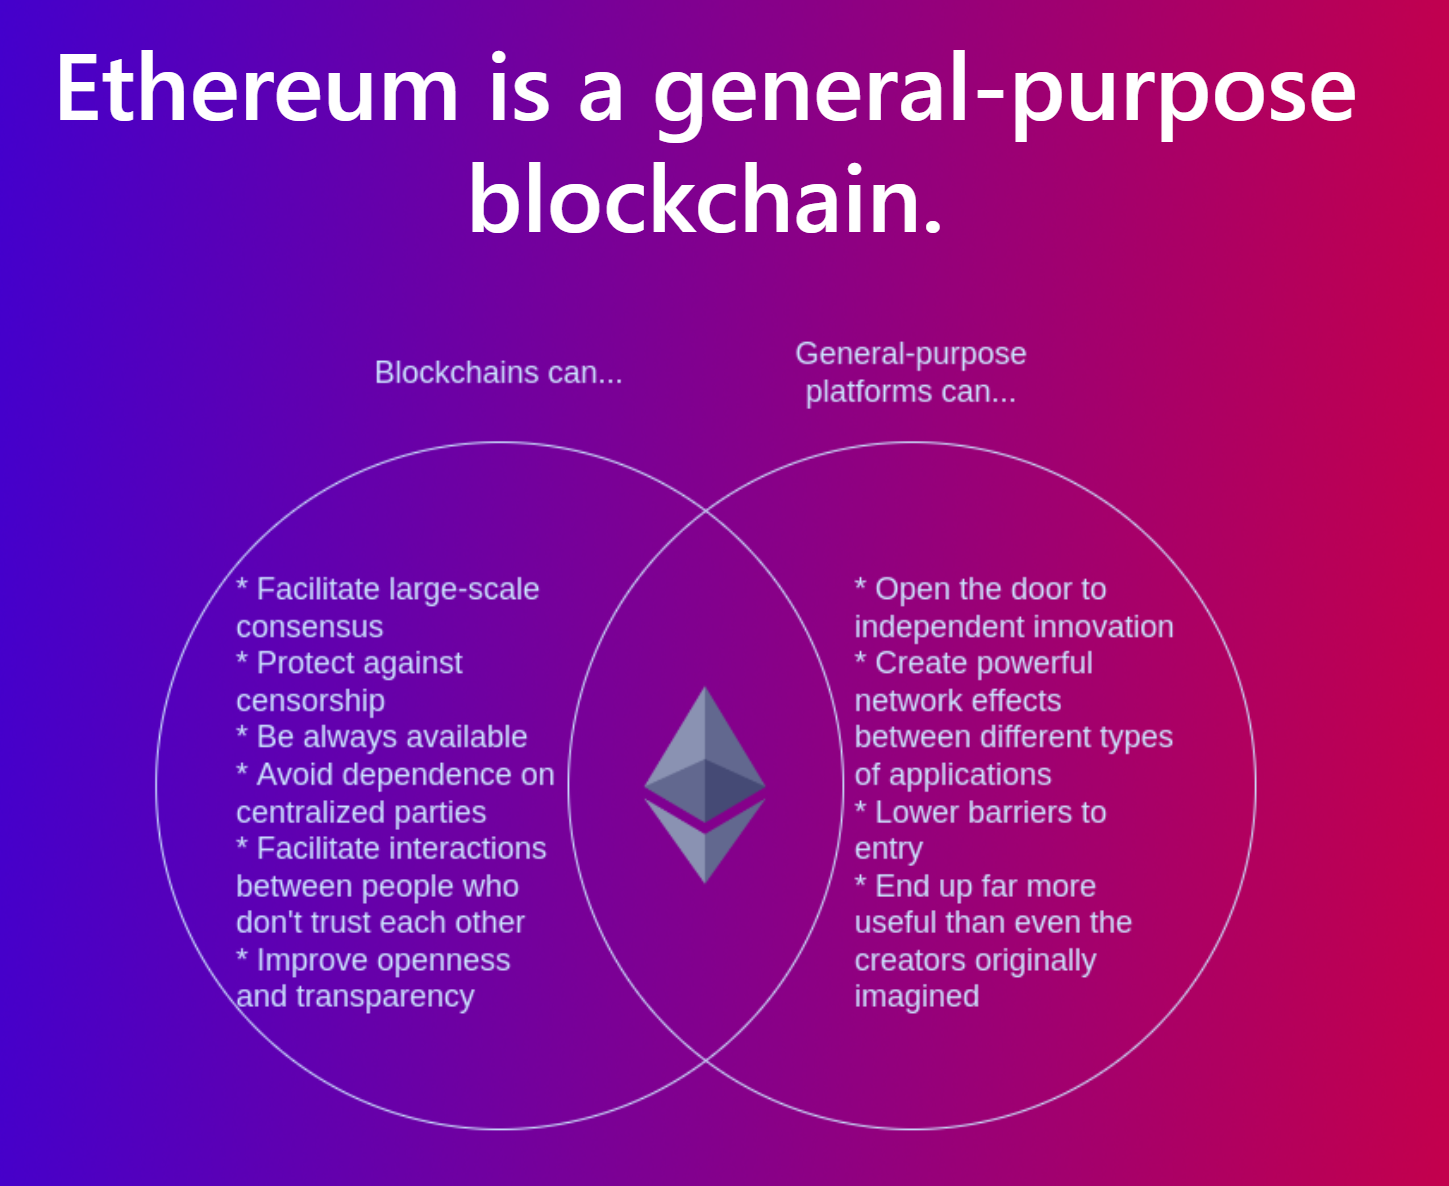 Ethereum is a general-purpose
blockchain.
Blockchains can...
General-purpose
platforms can...
* Facilitate large-scale
consensus
* Protect against
censorship
* Be always available
* Avoid dependence on
centralized parties
* Facilitate interactions
between people who
don't trust each other
* Improve openness
and transparency
* Open the door to
independent innovation
* Create powerful
network effects
between different types
of applications
* Lower barriers to
entry
* End up far more
useful than even the
creators originally
imagined